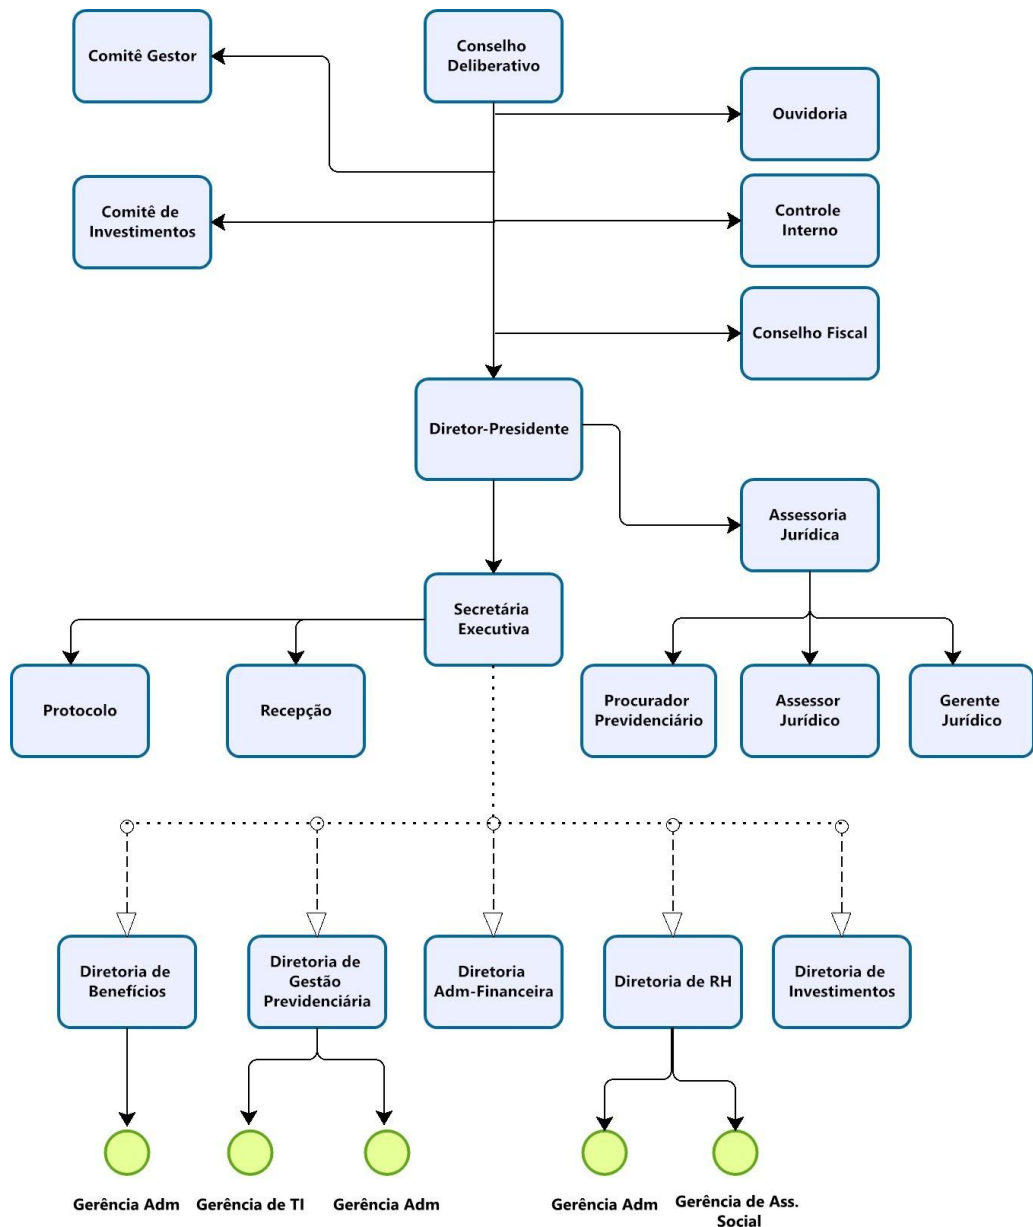 Comitê Gestor
Conselho
Deliberativo
Ouvidoria
Comitê de
Investimentos
Controle
Interno
Conselho Fiscal
Diretor-Presidente
Assessoria
Jurídica
Secretária
Executiva
Protocolo
Recepção
Procurador
Previdenciário
Assessor
Jurídico
Gerente
Jurídico
Diretoria de
Benefícios
Diretoria de
Gestão
Previdenciária
Diretoria
Adm-Financeira
Diretoria de RH
Diretoria de
Investimentos
Gerência Adm
Gerência de TI
Gerência Adm
Gerência Adm
Gerência de Ass.
Social